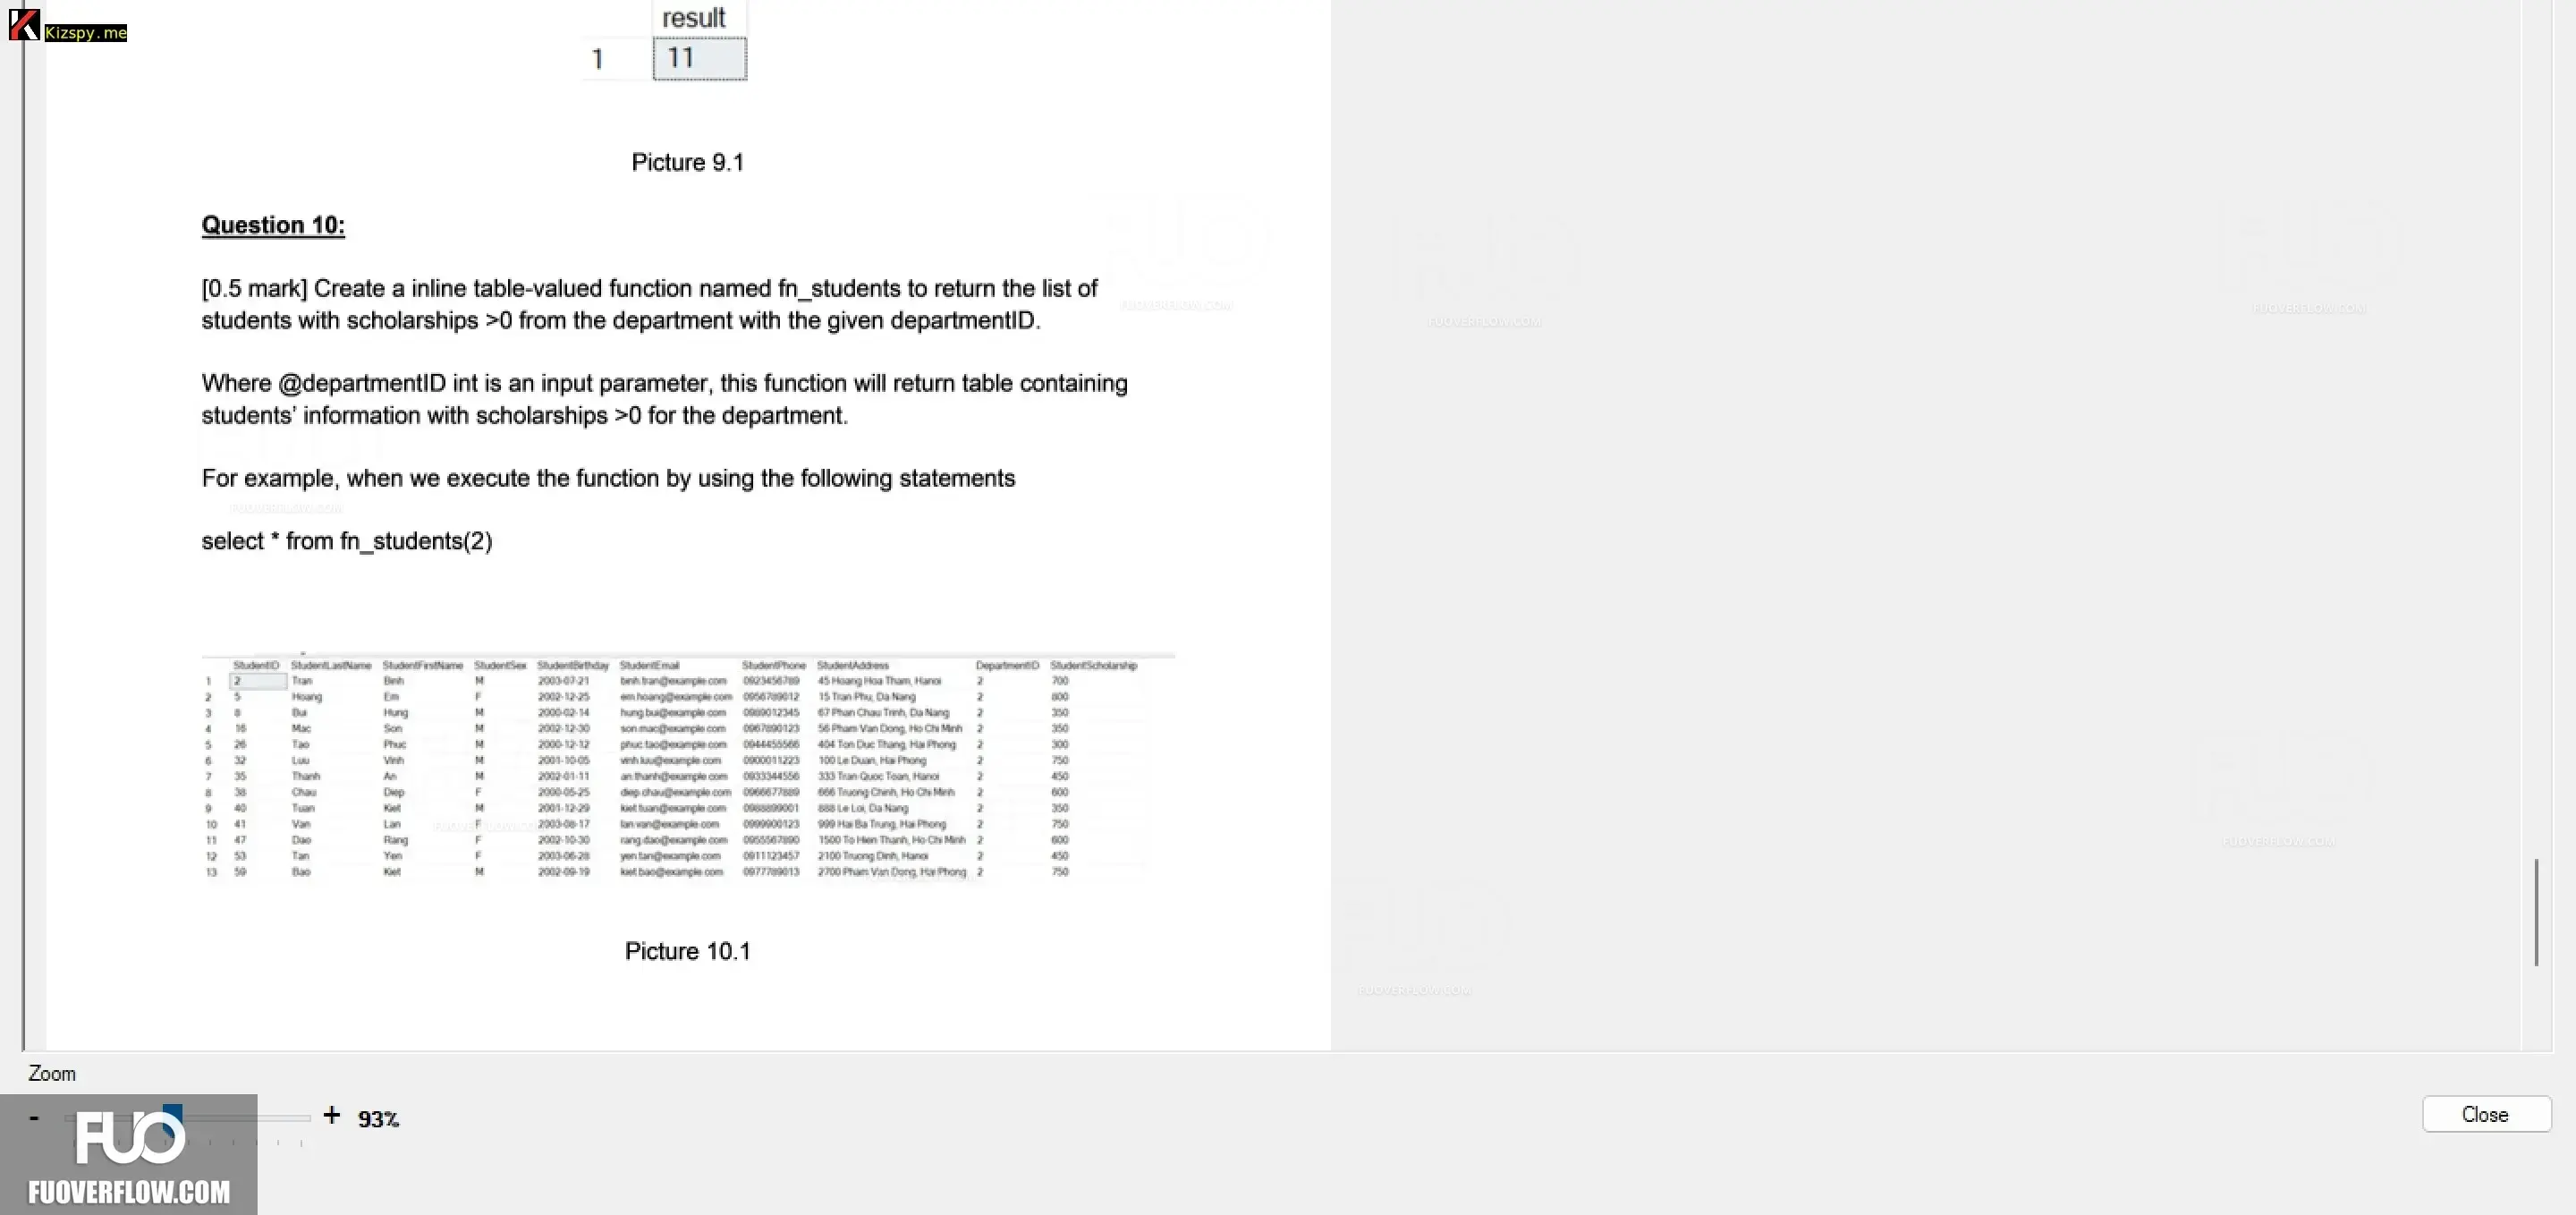 Kizspy.me
result
1 11
Picture 9.1
Question 10:
[0.5 mark] Create a inline table-valued function named fn_students to return the list of
students with scholarships >0 from the department with the given departmentID.
Where @departmentID int is an input parameter, this function will return table containing
students' information with scholarships >0 for the department.
For example, when we execute the function by using the following statements
select * from fn_students(2)
StudentID StudentLastName StudentFirstName StudentSex StudentBirthday StudentEmail StudentPhone StudentAddress DepartmentID StudentScholarship
1 2 Tran Binh M 2003-07-21 binh.tran@example.com 0923456789 45 Hoang Hoa Tham, Hanoi 2 700
2 5 Hoang Em F 2002-12-25 em.hoang@example.com 0956789012 15 Tran Phu, Da Nang 2 800
3 8 Bui Hung M 2000-02-14 hung.bui@example.com 0989012345 67 Phan Chau Trinh, Da Nang 2 350
4 16 Mac Son M 2002-12-30 son.mac@example.com 0967890123 56 Pham Van Dong, Ho Chi Minh 2 350
5 26 Tao Phuc M 2000-12-12 phuc.tao@example.com 0944455566 404 Ton Duc Thang, Hai Phong 2 300
6 32 Luu Vinh M 2001-10-05 vinh.luu@example.com 0900011223 100 Le Duan, Hai Phong 2 750
7 35 Thanh An M 2002-01-11 an.thanh@example.com 0933344556 333 Tran Quoc Toan, Hanoi 2 450
8 38 Chau Diep F 2000-05-25 diep.chau@example.com 0966677889 666 Truong Chinh, Ho Chi Minh 2 600
9 40 Tuan Kiet M 2001-12-29 kiet.tuan@example.com 0988899001 888 Le Loi, Da Nang 2 350
10 41 Van Lan F 2003-08-17 lan.van@example.com 0999900123 999 Hai Ba Trung, Hai Phong 2 750
11 47 Dao Rang F 2002-10-30 rang.dao@example.com 0955567890 1500 To Hien Thanh, Ho Chi Minh 2 600
12 53 Tan Yen F 2003-06-28 yen.tan@example.com 0911123457 2100 Truong Dinh, Hanoi 2 450
13 59 Bao Kiet M 2002-09-19 kiet.bao@example.com 0977789013 2700 Pham Van Dong, Hai Phong 2 750
Picture 10.1
Zoom
- + 93%
Close
FUO
FUOVERFLOW.COM
FUOVERFLOW.COM
FUOVERFLOW.COM
FUOVERFLOW.COM
FUOVERFLOW.COM
FUOVERFLOW.COM
FUOVERFLOW.COM